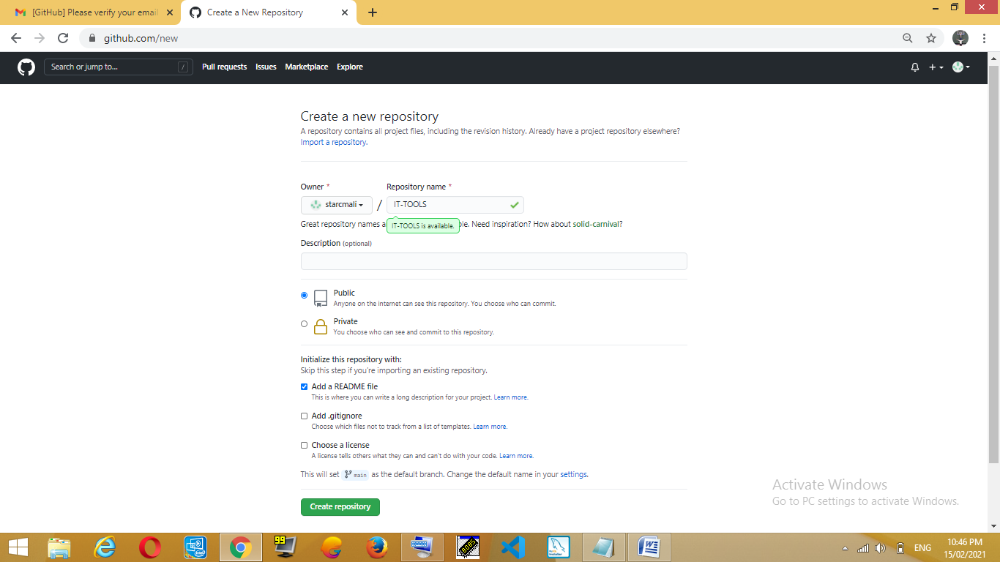 [GitHub] Please verify your email
Create a New Repository
github.com/new
Search or jump to...
/
Pull requests
Issues
Marketplace
Explore
Create a new repository
A repository contains all project files, including the revision history. Already have a project repository elsewhere?
Import a repository.
Owner *
Repository name *
starcmali
/
IT-TOOLS
Great repository names a
IT-TOOLS is available.
ble. Need inspiration? How about solid-carnival?
Description (optional)
Public
Anyone on the internet can see this repository. You choose who can commit.
Private
You choose who can see and commit to this repository.
Initialize this repository with:
Skip this step if you're importing an existing repository.
Add a README file
This is where you can write a long description for your project. Learn more.
Add .gitignore
Choose which files not to track from a list of templates. Learn more.
Choose a license
A license tells others what they can and can't do with your code. Learn more.
This will set main as the default branch. Change the default name in your settings.
Create repository
Activate Windows
Go to PC settings to activate Windows.
99
ENG
10:46 PM
15/02/2021